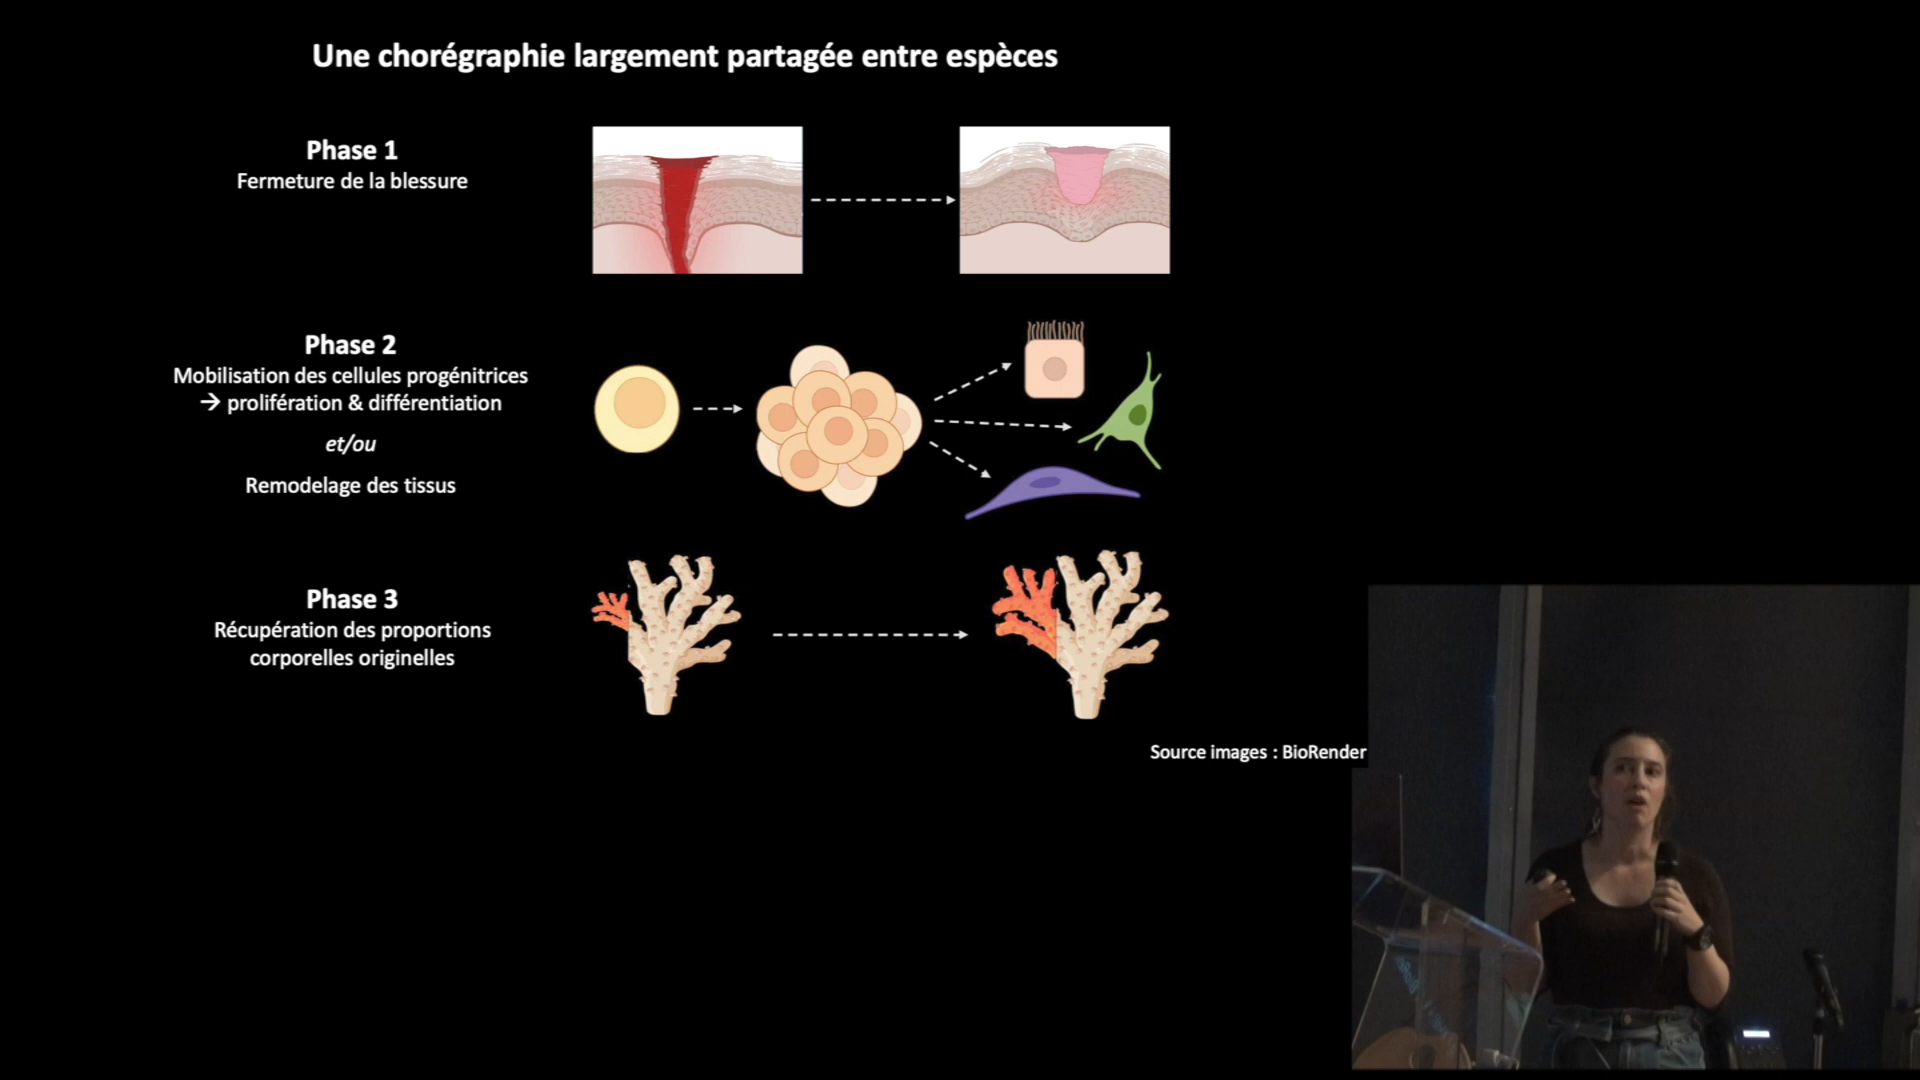 Une chorégraphie largement partagée entre espèces
Phase 1
Fermeture de la blessure
Phase 2
Mobilisation des cellules progénitrices
→ prolifération & différentiation
et/ou
Remodelage des tissus
Phase 3
Récupération des proportions
corporelles originelles
Source images : BioRender